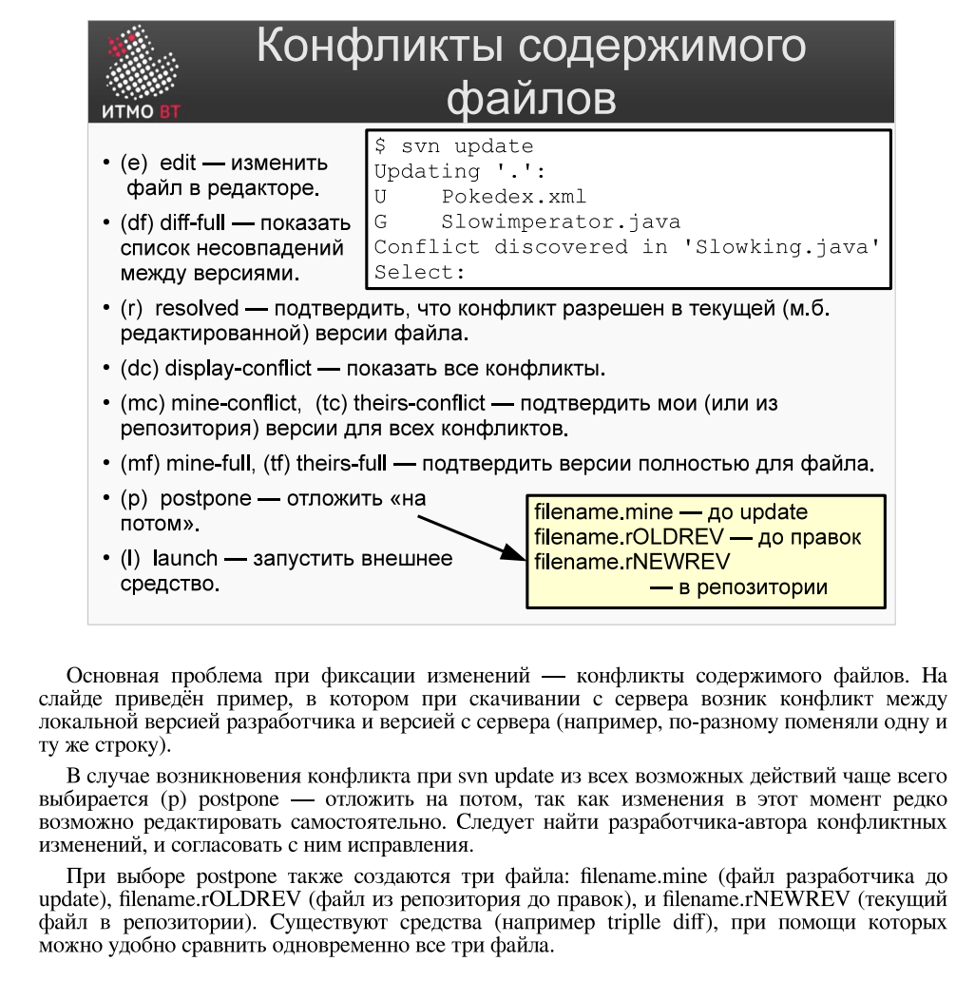 Конфликты содержимого
файлов
ИТМО ВТ
• (e) edit — изменить
файл в редакторе.
• (df) diff-full — показать
список несовпадений
между версиями.
$ svn update
Updating '.':
U Pokedex.xml
G Slowimperator.java
Conflict discovered in 'Slowking.java'
Select:
• (r) resolved — подтвердить, что конфликт разрешен в текущей (м.б.
редактированной) версии файла.
• (dc) display-conflict — показать все конфликты.
• (mc) mine-conflict, (tc) theirs-conflict — подтвердить мои (или из
репозитория) версии для всех конфликтов.
• (mf) mine-full, (tf) theirs-full — подтвердить версии полностью для файла.
• (p) postpone — отложить «на
потом».
• (l) launch — запустить внешнее
средство.
filename.mine — до update
filename.rOLDREV — до правок
filename.rNEWREV
— в репозитории
Основная проблема при фиксации изменений — конфликты содержимого файлов. На
слайде приведён пример, в котором при скачивании с сервера возник конфликт между
локальной версией разработчика и версией с сервера (например, по-разному поменяли одну и
ту же строку).
В случае возникновения конфликта при svn update из всех возможных действий чаще всего
выбирается (p) postpone — отложить на потом, так как изменения в этот момент редко
возможно редактировать самостоятельно. Следует найти разработчика-автора конфликтных
изменений, и согласовать с ним исправления.
При выборе postpone также создаются три файла: filename.mine (файл разработчика до
update), filename.rOLDREV (файл из репозитория до правок), и filename.rNEWREV (текущий
файл в репозитории). Существуют средства (например triplle diff), при помощи которых
можно удобно сравнить одновременно все три файла.